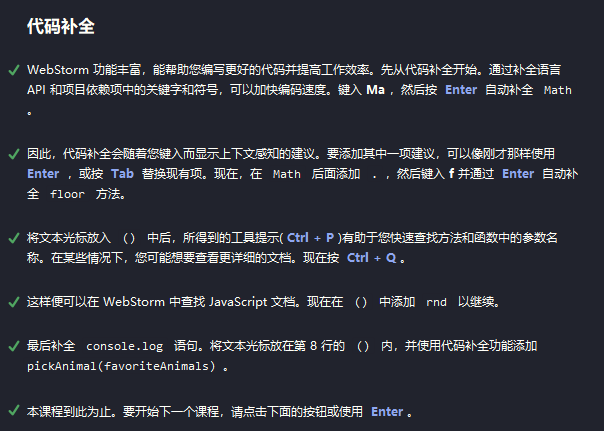 代码补全
WebStorm 功能丰富，能帮助您编写更好的代码并提高工作效率。先从代码补全开始。通过补全语言
API 和项目依赖项中的关键字和符号，可以加快编码速度。键入 Ma ，然后按 Enter 自动补全 Math
。
因此，代码补全会随着您键入而显示上下文感知的建议。要添加其中一项建议，可以像刚才那样使用
Enter ，或按 Tab 替换现有项。现在，在 Math 后面添加 . ，然后键入 f 并通过 Enter 自动补
全 floor 方法。
将文本光标放入 () 中后，所得到的工具提示( Ctrl + P )有助于您快速查找方法和函数中的参数名
称。在某些情况下，您可能想要查看更详细的文档。现在按 Ctrl + Q 。
这样便可以在 WebStorm 中查找 JavaScript 文档。现在在 () 中添加 rnd 以继续。
最后补全 console.log 语句。将文本光标放在第 8 行的 () 内，并使用代码补全功能添加
pickAnimal(favoriteAnimals) 。
本课程到此为止。要开始下一个课程，请点击下面的按钮或使用 Enter 。